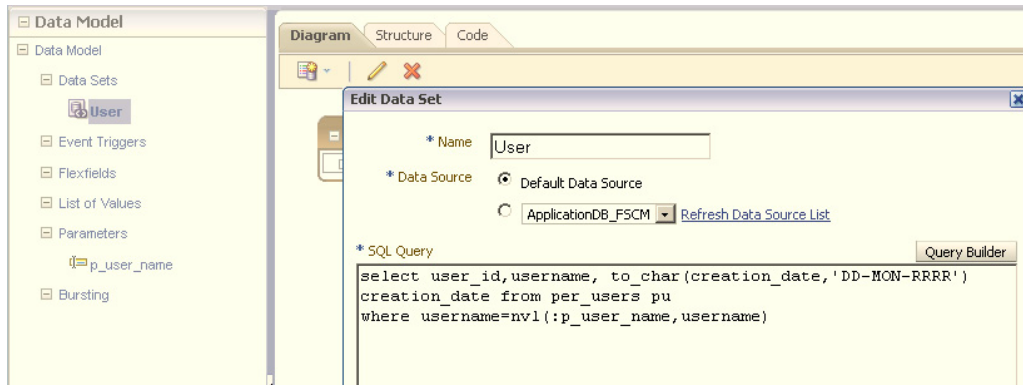 Data Model
Data Model
Data Sets
User
Event Triggers
Flexfields
List of Values
Parameters
p_user_name
Bursting
Diagram Structure Code
Edit Data Set
* Name User
* Data Source Default Data Source
ApplicationDB_FSCM Refresh Data Source List
* SQL Query Query Builder
select user_id,username, to_char(creation_date,'DD-MON-RRRR')
creation_date from per_users pu
where username=nvl(:p_user_name,username)